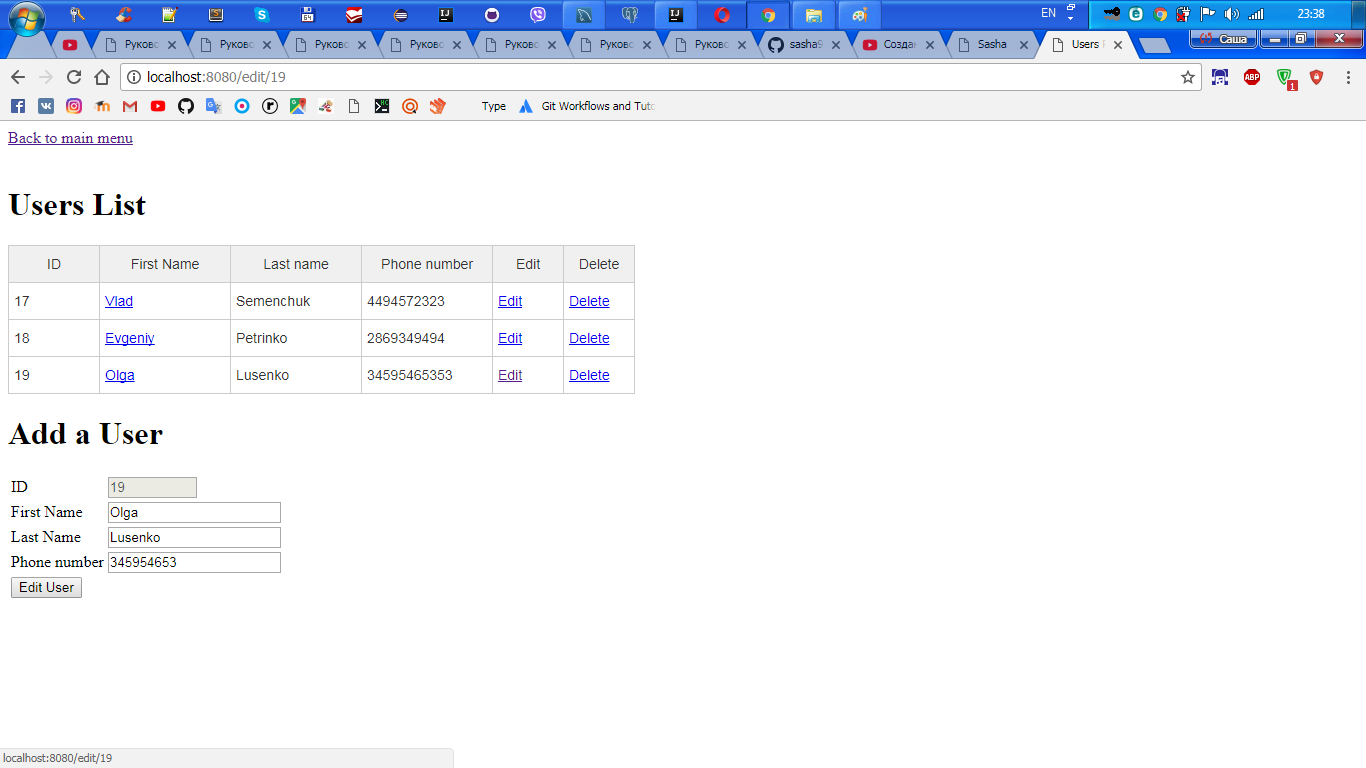 EN
23:38
Саша
Руково
Руково
Руково
Руково
Руково
Руково
Руково
sasha9
Создан
Sasha
Users
localhost:8080/edit/19
ABP
1
Type
Git Workflows and Tuto
Back to main menu
Users List
ID First Name Last name Phone number Edit Delete
17 Vlad Semenchuk 4494572323 Edit Delete
18 Evgeniy Petrinko 2869349494 Edit Delete
19 Olga Lusenko 34595465353 Edit Delete
Add a User
ID 19
First Name Olga
Last Name Lusenko
Phone number 345954653
Edit User
localhost:8080/edit/19